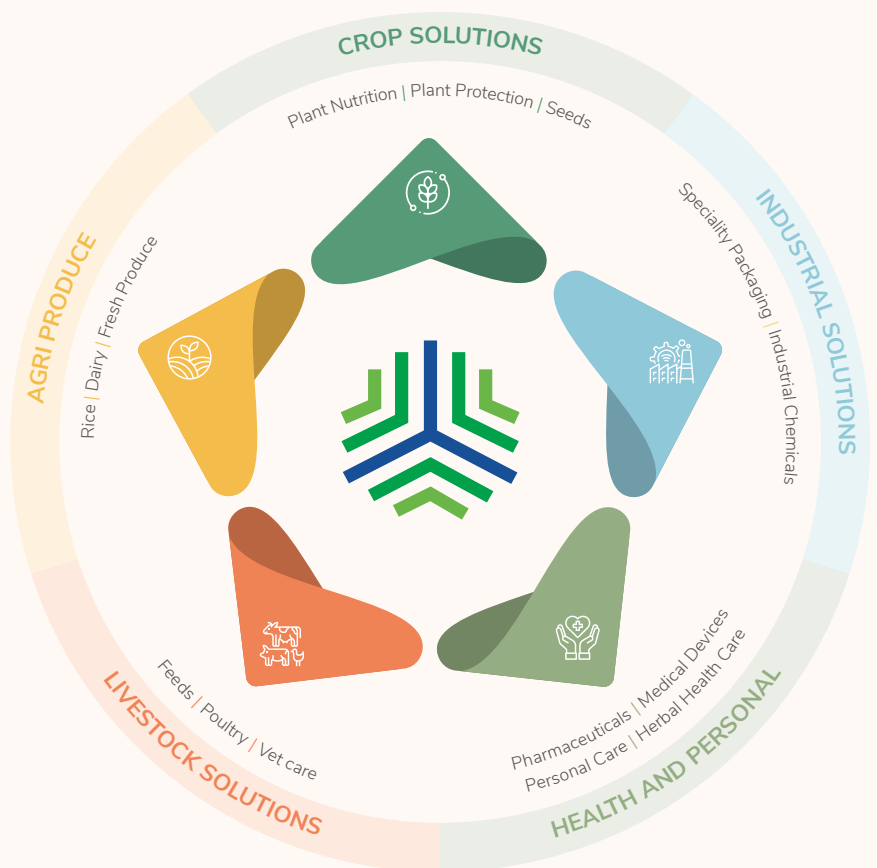 CROP SOLUTIONS
Plant Nutrition | Plant Protection | Seeds
INDUSTRIAL SOLUTIONS
Speciality Packaging | Industrial Chemicals
HEALTH AND PERSONAL
Pharmaceuticals | Medical Devices
Personal Care | Herbal Health Care
LIVESTOCK SOLUTIONS
Feeds | Poultry | Vet care
AGRI PRODUCE
Rice | Dairy | Fresh Produce